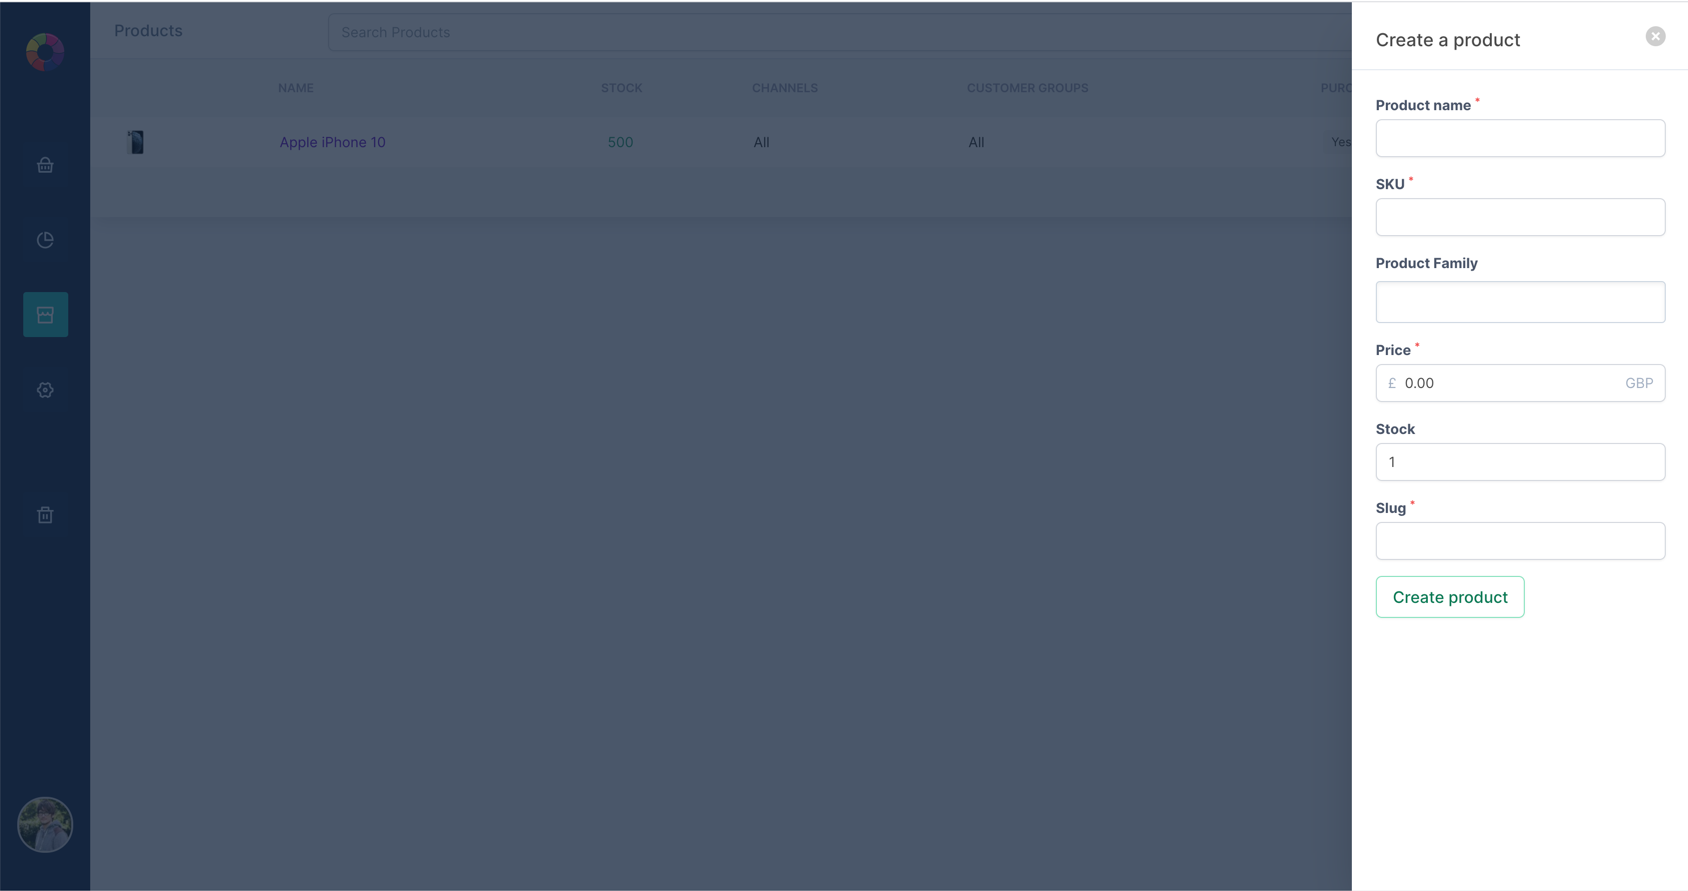 Products
Search Products
NAME STOCK CHANNELS CUSTOMER GROUPS PURC
Apple iPhone 10 500 All All Yes
Create a product
Product name *
SKU *
Product Family
Price *
£ 0.00 GBP
Stock
1
Slug *
Create product